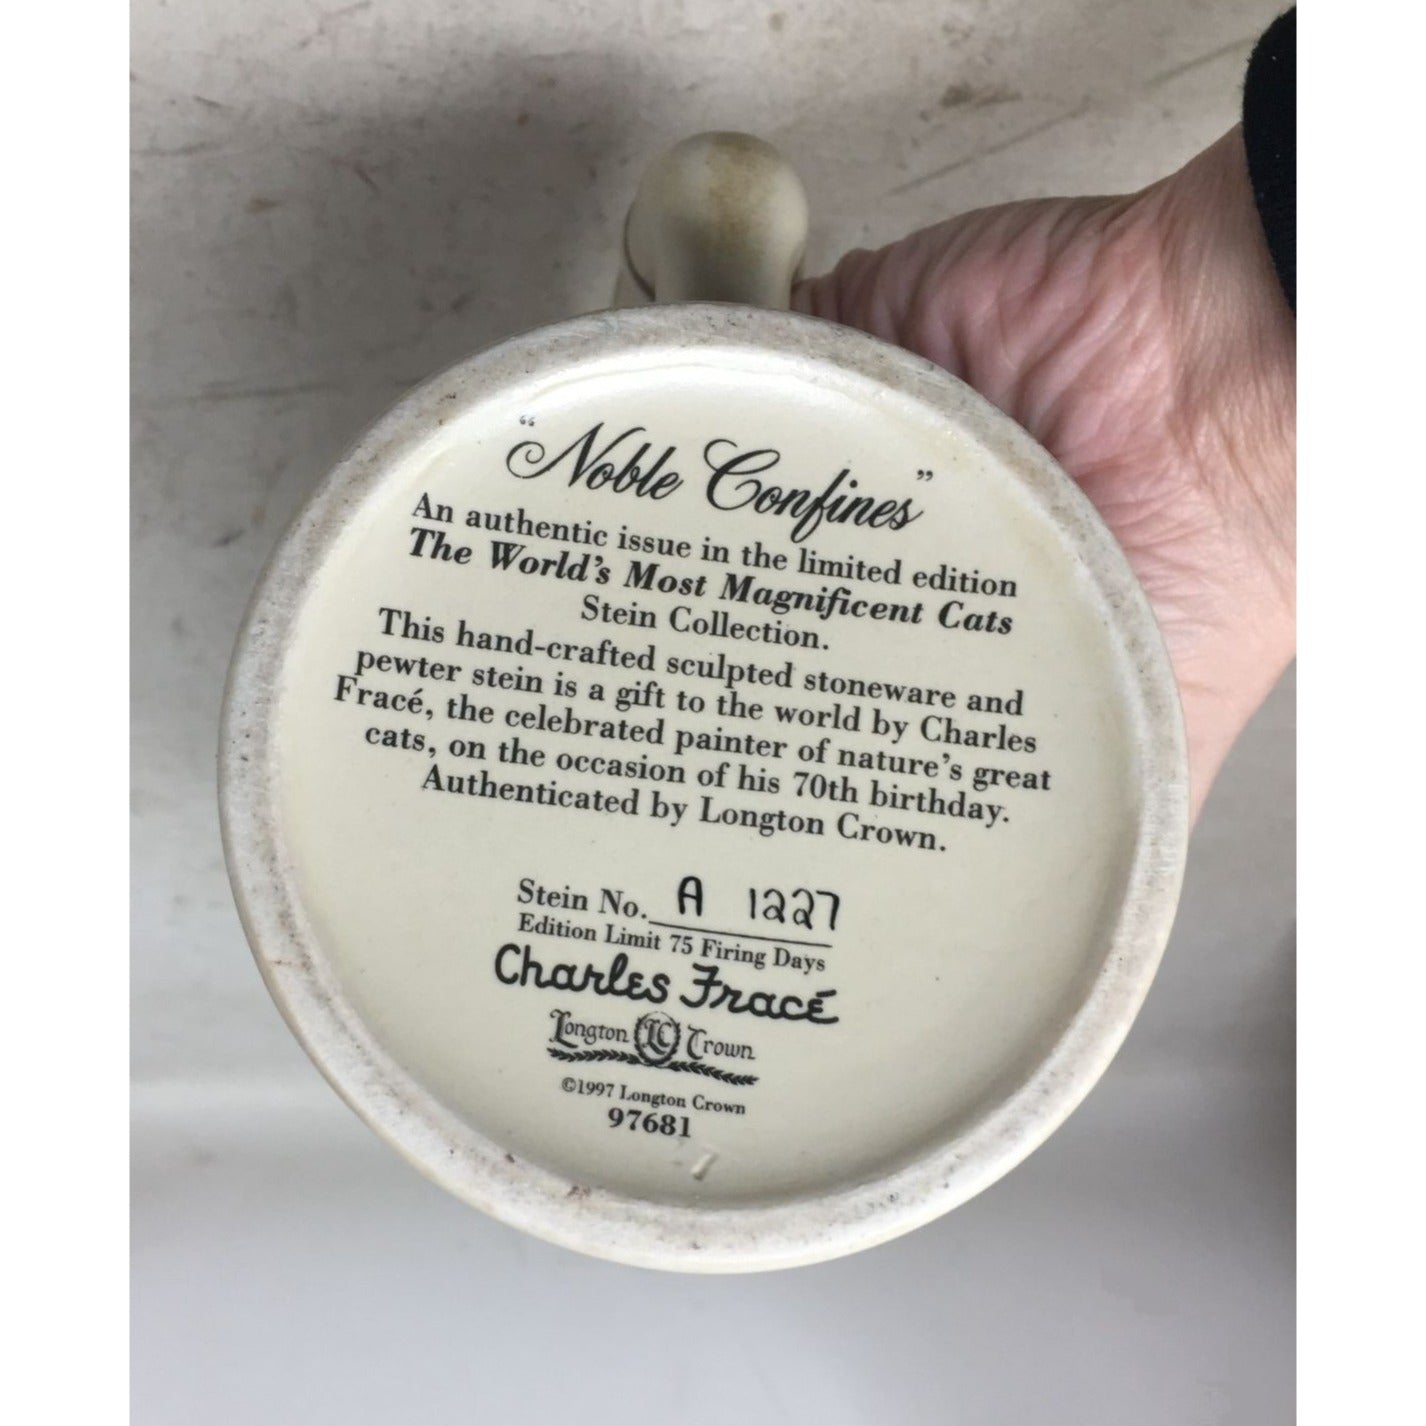 “Noble Confines”
An authentic issue in the limited edition
The World's Most Magnificent Cats
Stein Collection.
This hand-crafted sculpted stoneware and
pewter stein is a gift to the world by Charles
Fracé, the celebrated painter of nature's great
cats, on the occasion of his 70th birthday.
Authenticated by Longton Crown.
Stein No. A 1227
Edition Limit 75 Firing Days
Charles Fracé
Longton LC Crown
©1997 Longton Crown
97681